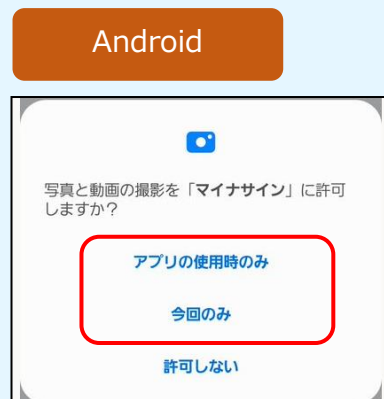 Android
写真と動画の撮影を「マイナサイン」に許可
しますか？
アプリの使用時のみ
今回のみ
許可しない